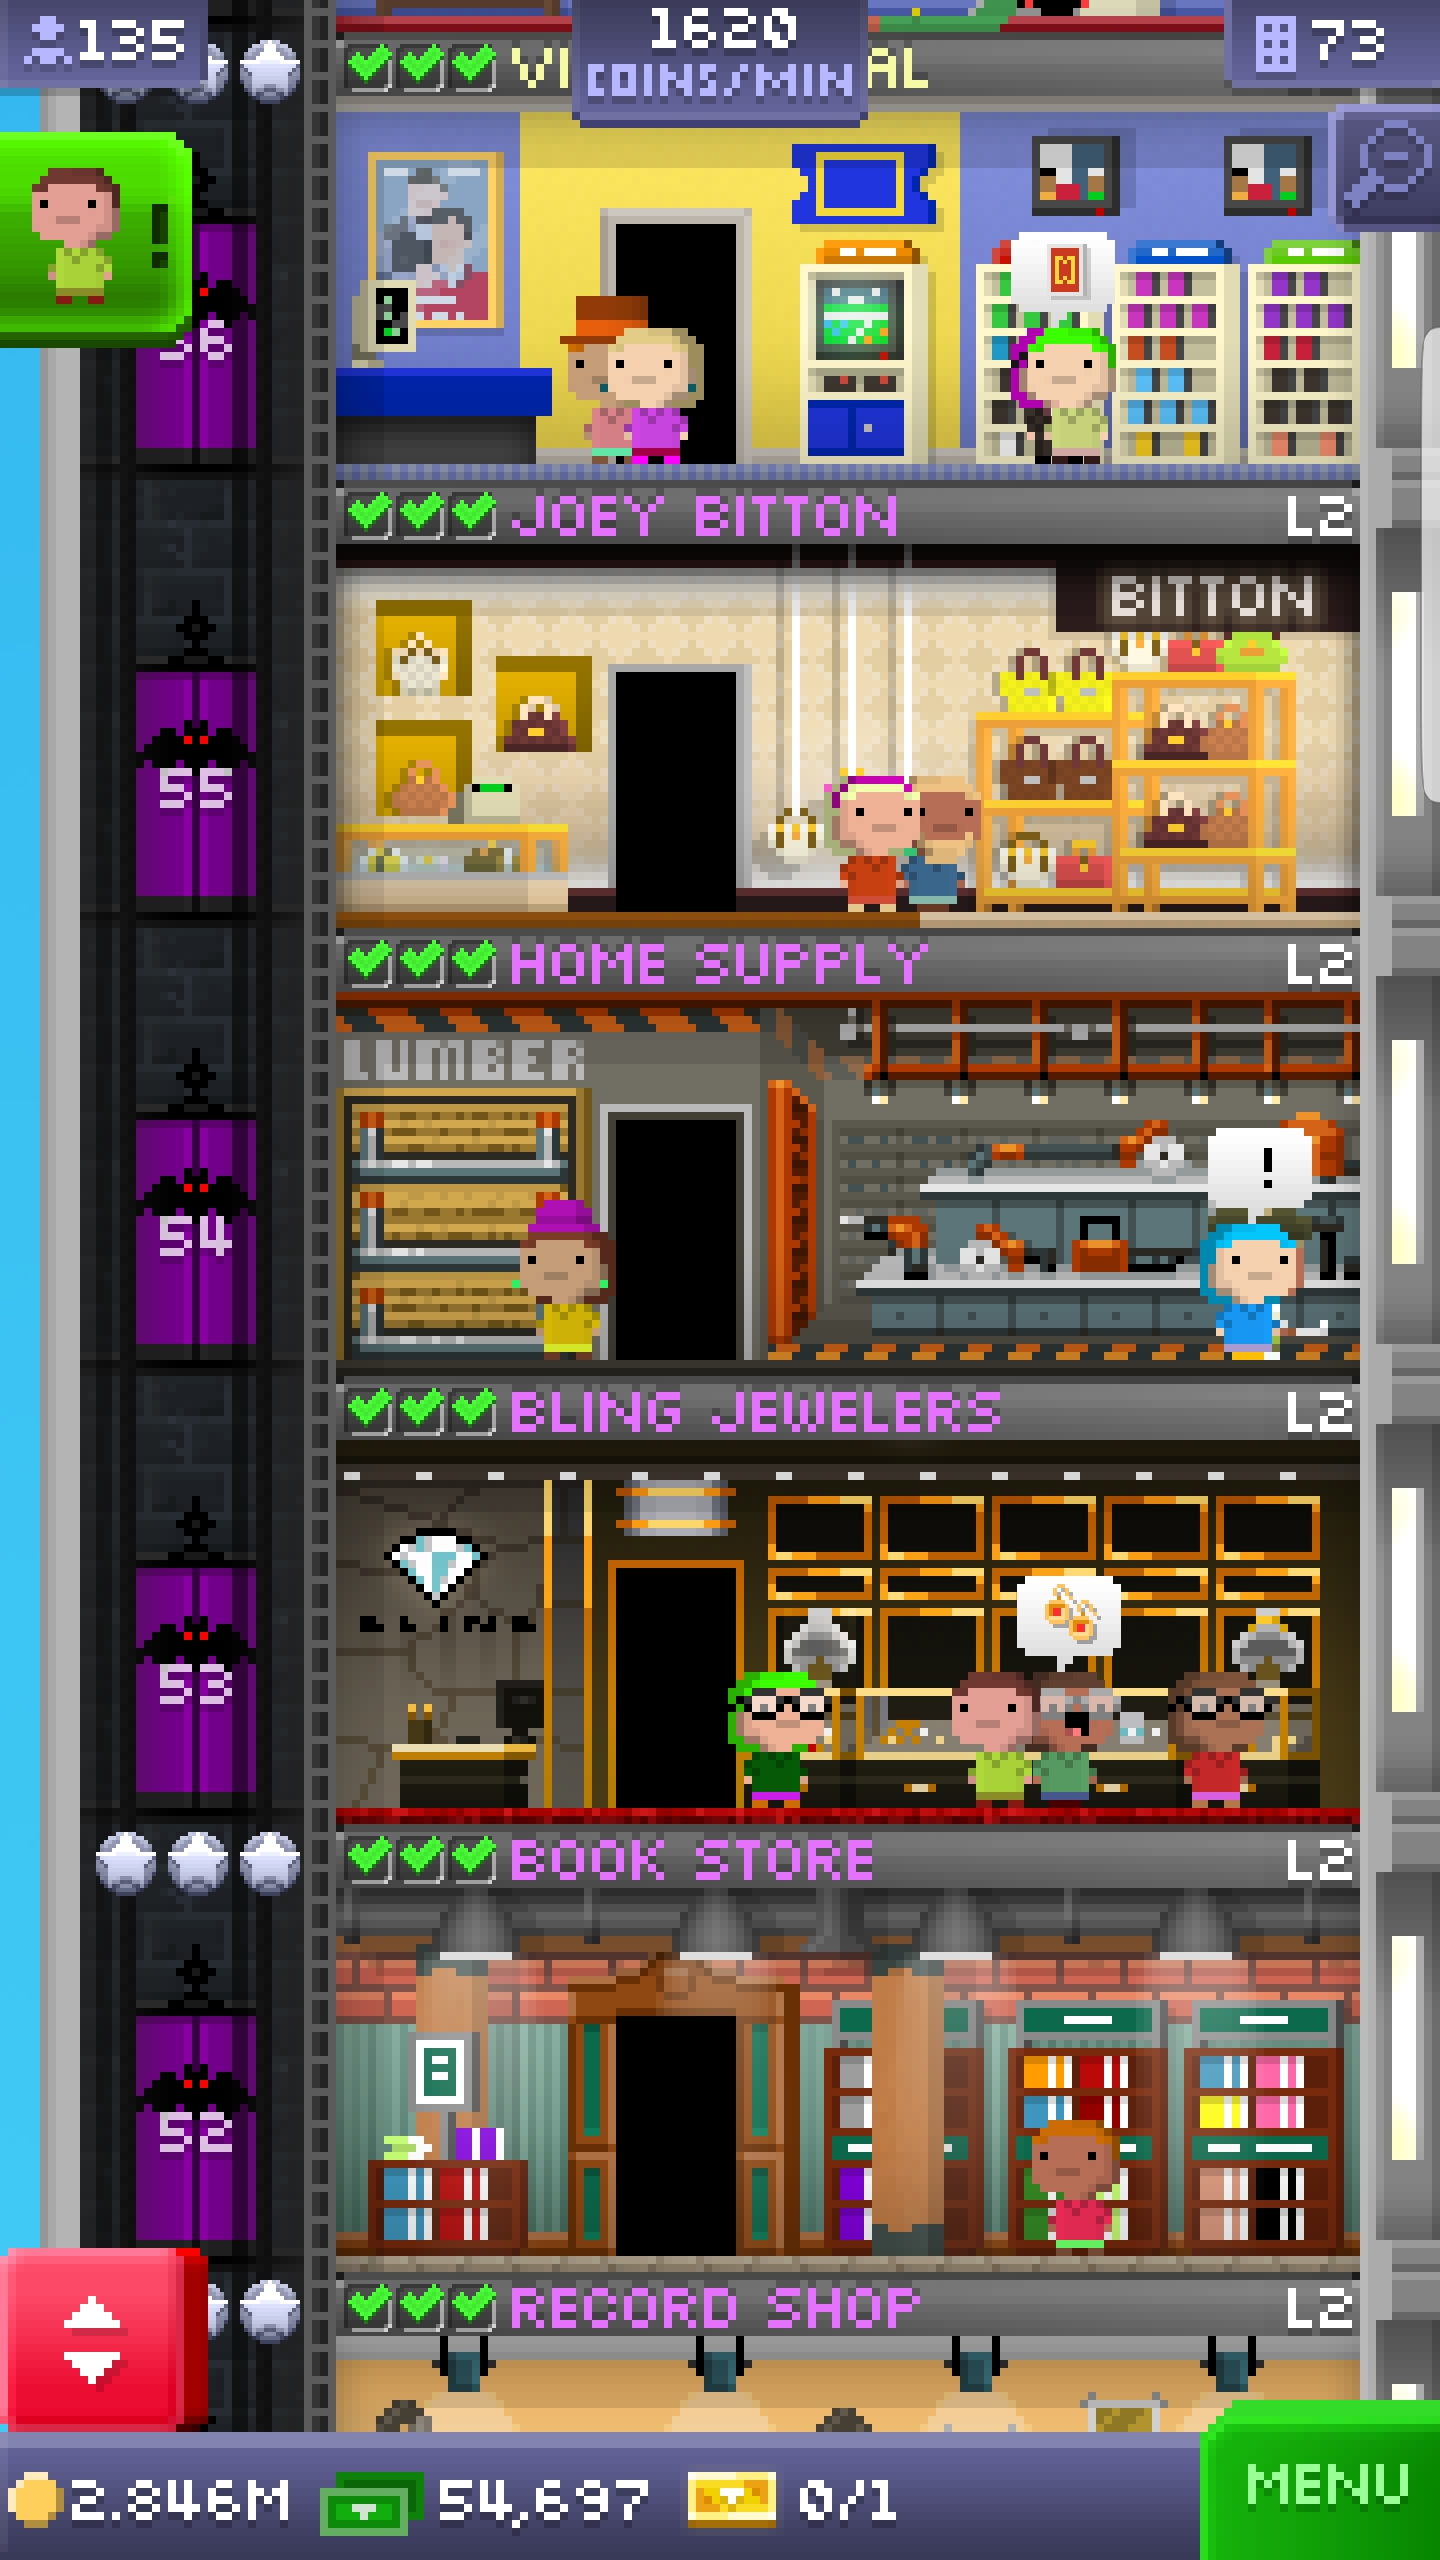 135
1620
COINS/MIN
73
VI
AL
56
JOEY BITTON
L2
BITTON
55
HOME SUPPLY
L2
LUMBER
!
54
BLING JEWELERS
L2
BLING
53
BOOK STORE
L2
52
RECORD SHOP
L2
2.846M
54,697
0/1
MENU